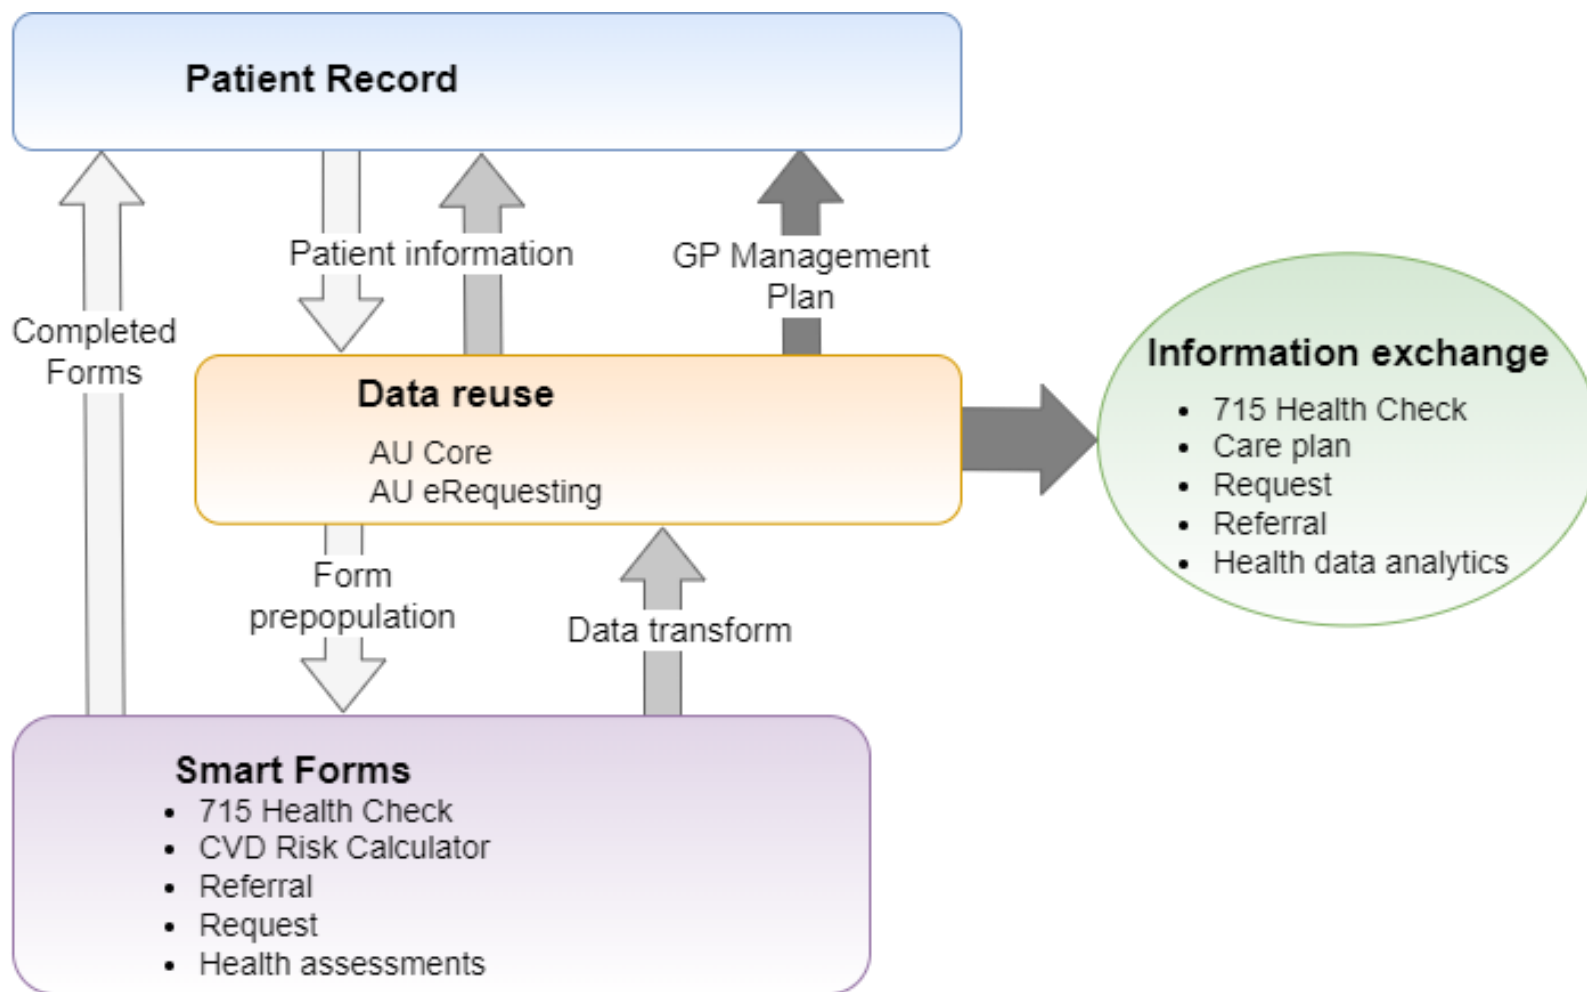 Patient Record
Patient information
GP Management
Plan
Completed
Forms
Data reuse
AU Core
AU eRequesting
Information exchange
• 715 Health Check
• Care plan
• Request
• Referral
• Health data analytics
Form
prepopulation
Data transform
Smart Forms
• 715 Health Check
• CVD Risk Calculator
• Referral
• Request
• Health assessments